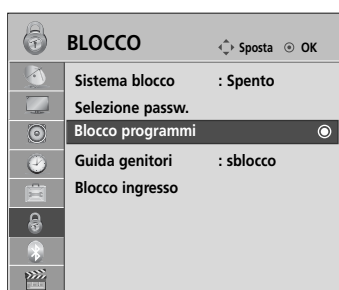 BLOCCO Sposta OK
Sistema blocco : Spento
Selezione passw.
Blocco programmi
Guida genitori : sblocco
Blocco ingresso